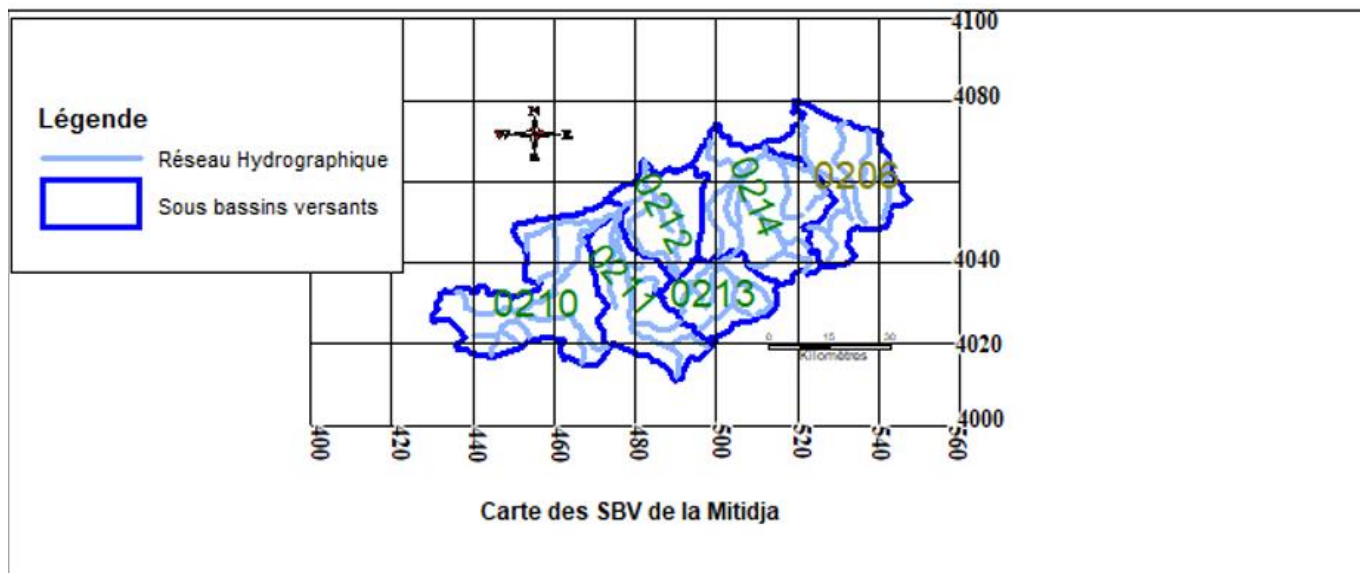 Légende
Réseau Hydrographique
Sous bassins versants
N
W
E
S
4100
4080
4040
4020
4000
0206
0214
0212
0211
0213
0210
0 15 30
Kilomètres
400 420 440 460 480 500 520 540 560
Carte des SBV de la Mitidja